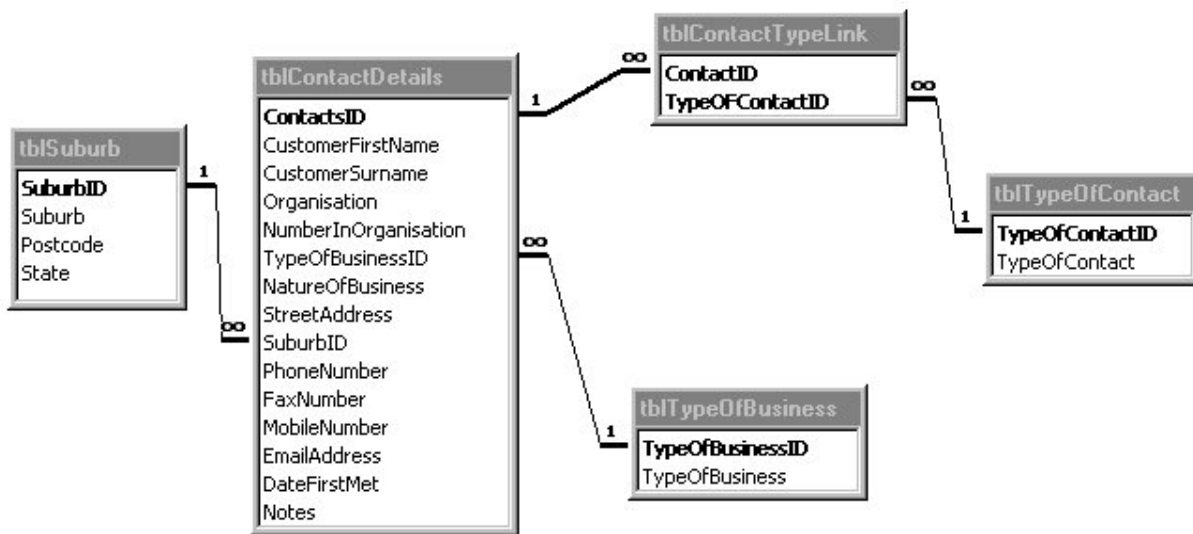 tblSuburb
SuburbID
Suburb
Postcode
State
1
∞
tblContactDetails
ContactsID
CustomerFirstName
CustomerSurname
Organisation
NumberInOrganisation
TypeOfBusinessID
NatureOfBusiness
StreetAddress
SuburbID
PhoneNumber
FaxNumber
MobileNumber
EmailAddress
DateFirstMet
Notes
1
∞
∞
1
tblContactTypeLink
ContactID
TypeOFContactID
∞
1
tblTypeOfContact
TypeOfContactID
TypeOfContact
tblTypeOfBusiness
TypeOfBusinessID
TypeOfBusiness